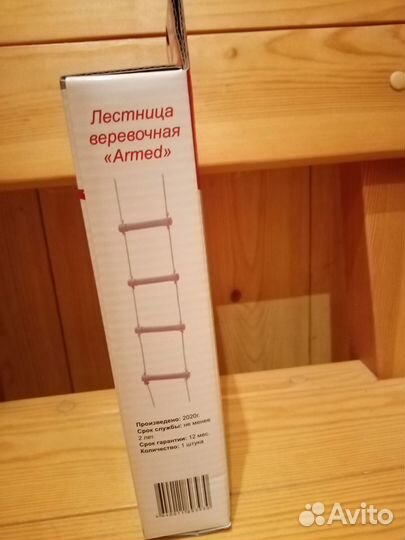 Лестница
веревочная
«Armed»
Произведено: 2020г.
Срок службы: не менее
2 лет
Срок гарантии: 12 мес.
Количество: 1 штука
Avito